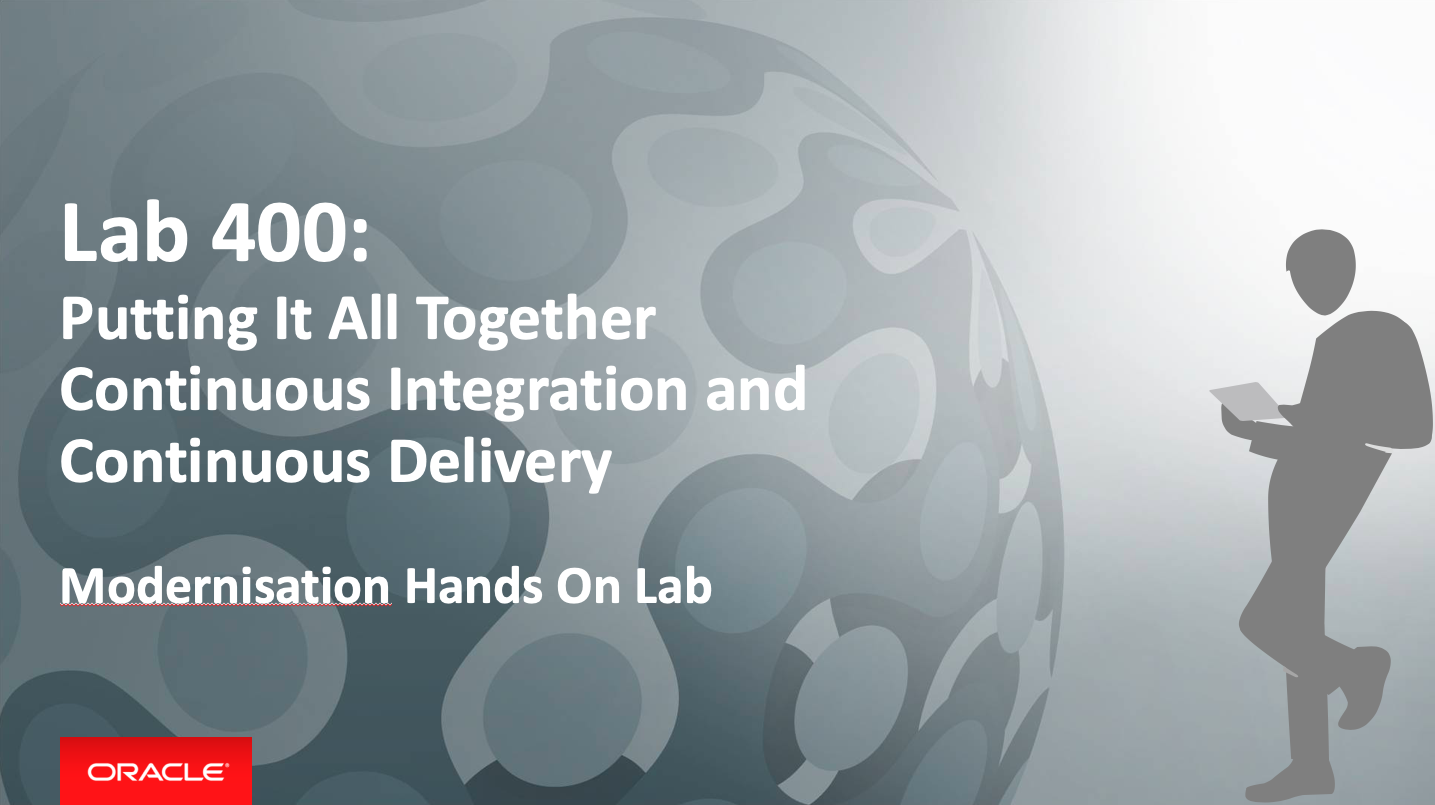 Lab 400:
Putting It All Together
Continuous Integration and
Continuous Delivery
Modernisation Hands On Lab
ORACLE®